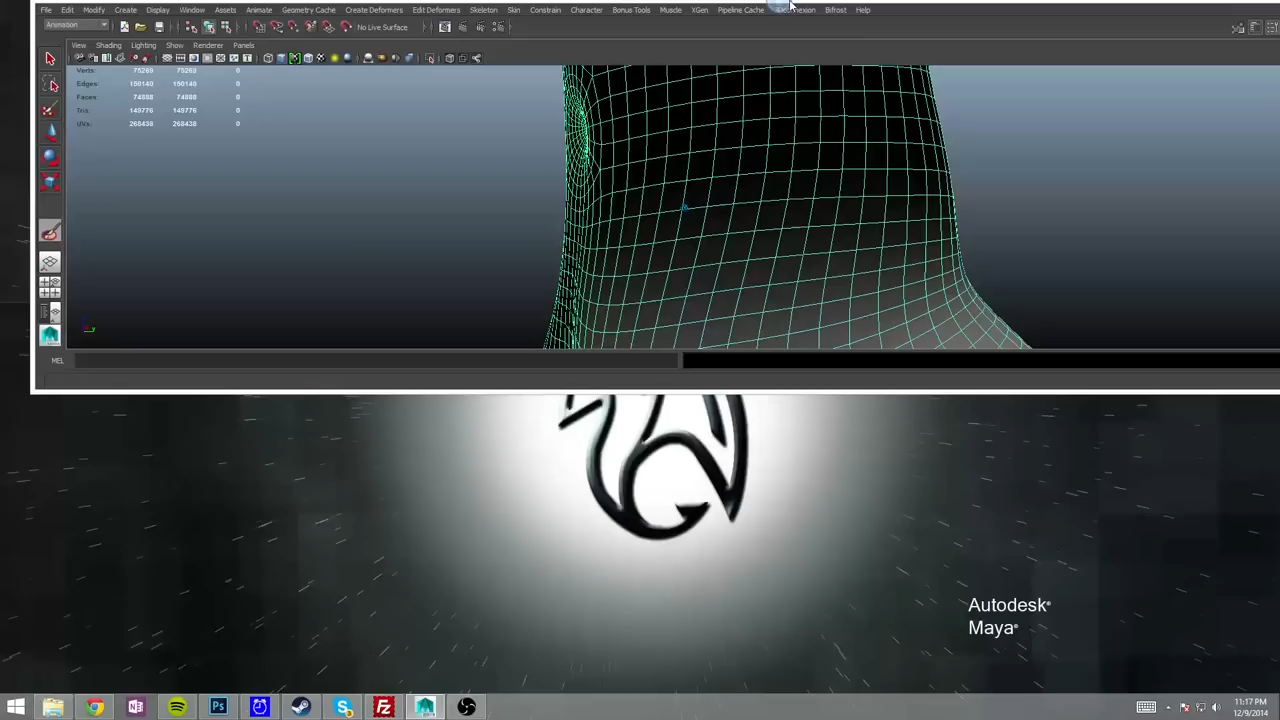 File Edit Modify Create Display Window Assets Animate Geometry Cache Create Deformers Edit Deformers Skeleton Skin Constrain Character Bonus Tools Muscle XGen Pipeline Cache Bifrost Help
Animation No Live Surface
View Shading Lighting Show Renderer Panels
Verts: 75269 75269 0
Edges: 150140 150140 0
Faces: 74888 74888 0
Tris: 149776 149776 0
UVs: 268438 268438 0
y
MEL
Autodesk®
Maya®
Ps
Fz
11:17 PM
12/9/2014